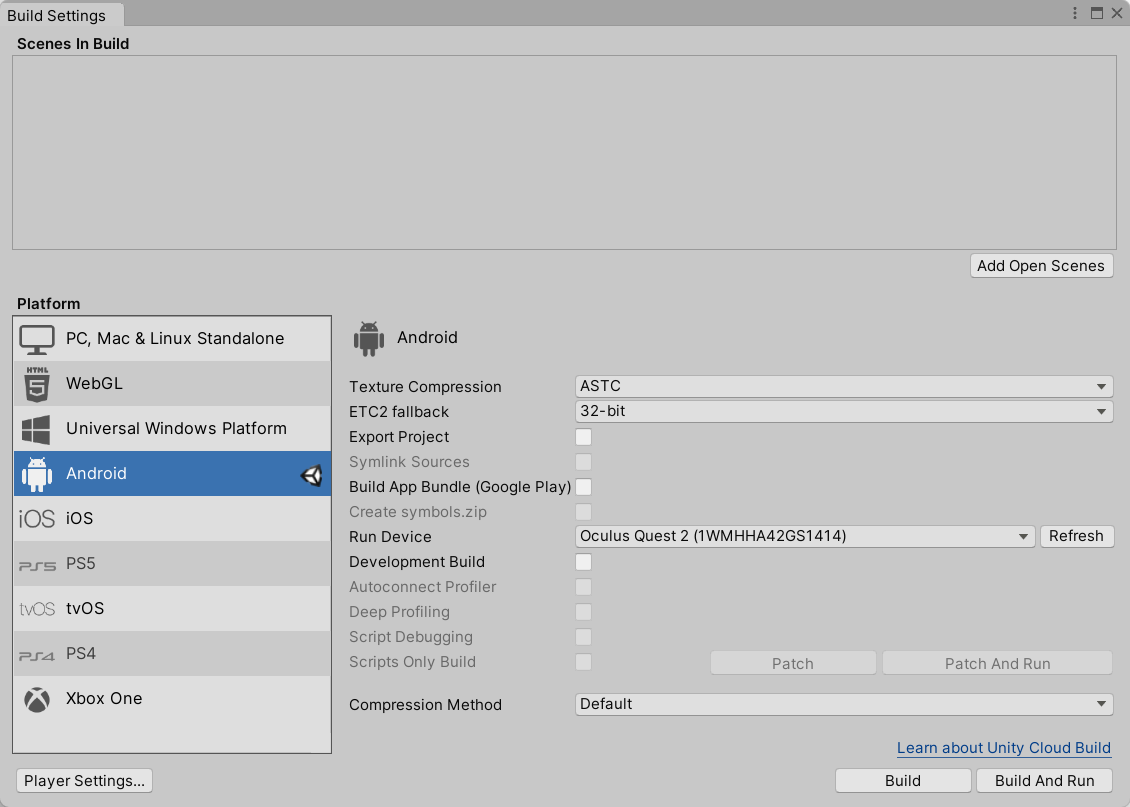 Build Settings
Scenes In Build
Add Open Scenes
Platform
PC, Mac & Linux Standalone
HTML
5
WebGL
Universal Windows Platform
Android
iOS iOS
PS5 PS5
tvOS tvOS
PS4 PS4
Xbox One
Player Settings...
Android
Texture Compression ASTC
ETC2 fallback 32-bit
Export Project
Symlink Sources
Build App Bundle (Google Play)
Create symbols.zip
Run Device Oculus Quest 2 (1WMHHA42GS1414) Refresh
Development Build
Autoconnect Profiler
Deep Profiling
Script Debugging
Scripts Only Build Patch Patch And Run
Compression Method Default
Learn about Unity Cloud Build
Build Build And Run